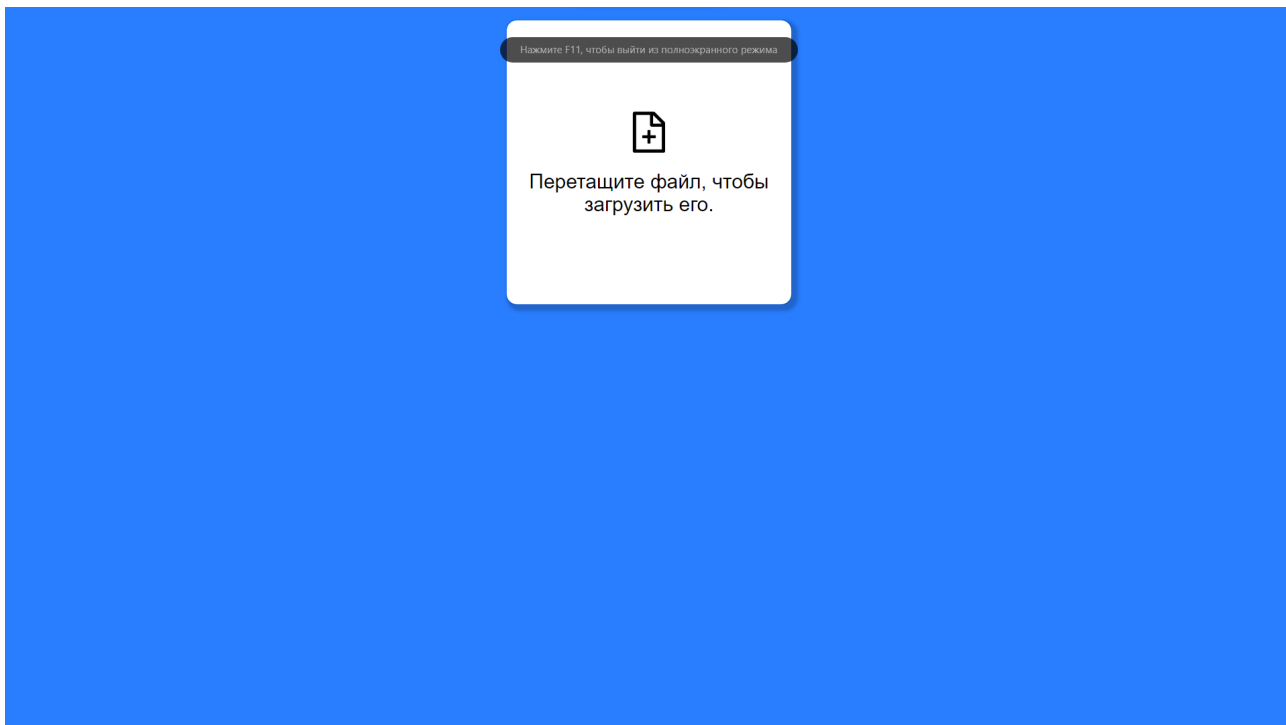 Нажмите F11, чтобы выйти из полноэкранного режима
Перетащите файл, чтобы
загрузить его.